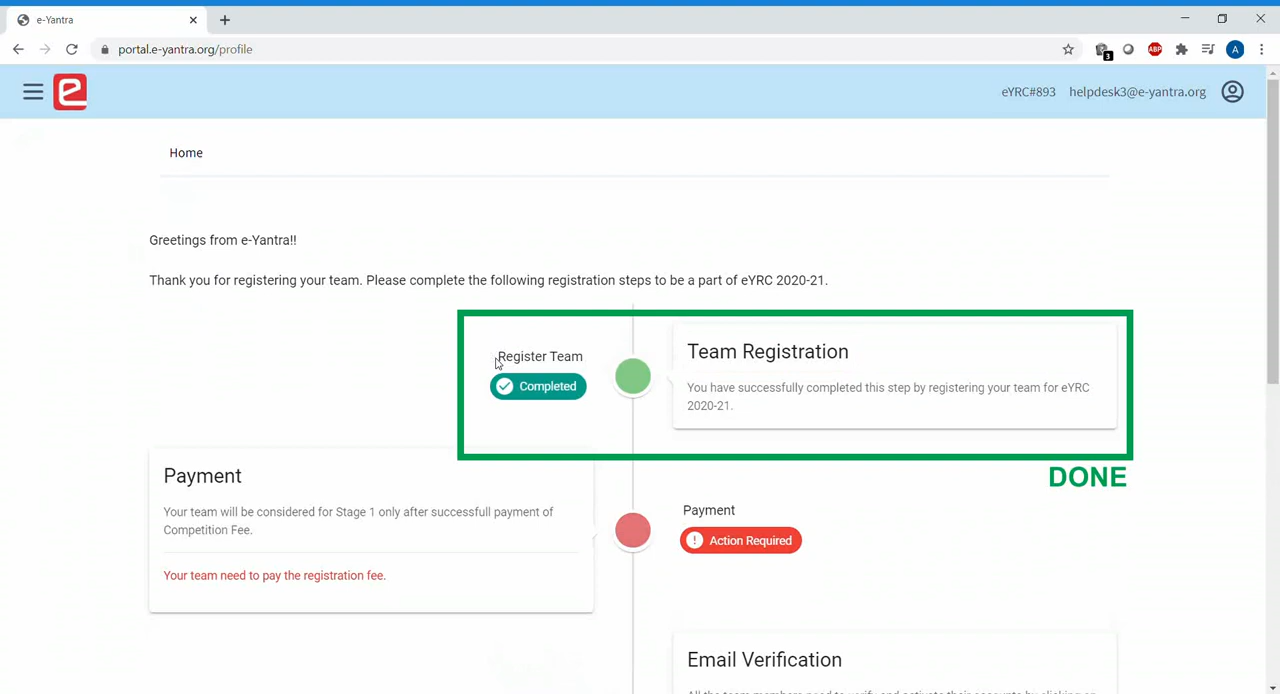 e-Yantra
portal.e-yantra.org/profile
ABP
3
A
e
eYRC#893
helpdesk3@e-yantra.org
Home
Greetings from e-Yantra!!
Thank you for registering your team. Please complete the following registration steps to be a part of eYRC 2020-21.
Register Team
Completed
Team Registration
You have successfully completed this step by registering your team for eYRC
2020-21.
DONE
Payment
Your team will be considered for Stage 1 only after successfull payment of
Competition Fee.
Your team need to pay the registration fee.
Payment
! Action Required
Email Verification